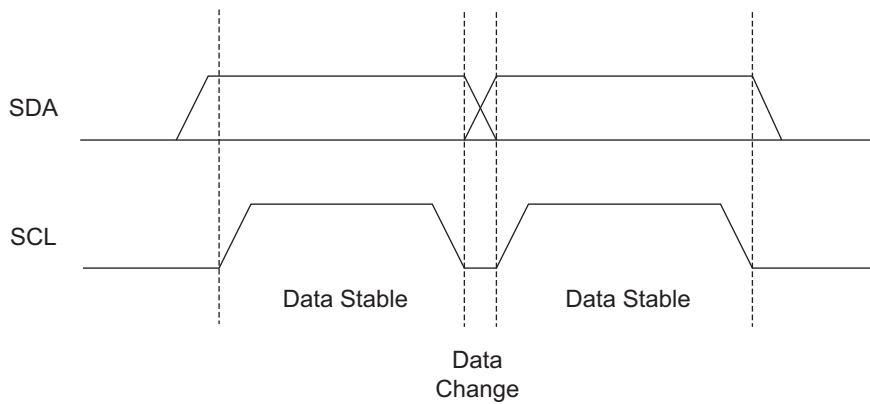 SDA
SCL
Data Stable
Data Stable
Data
Change